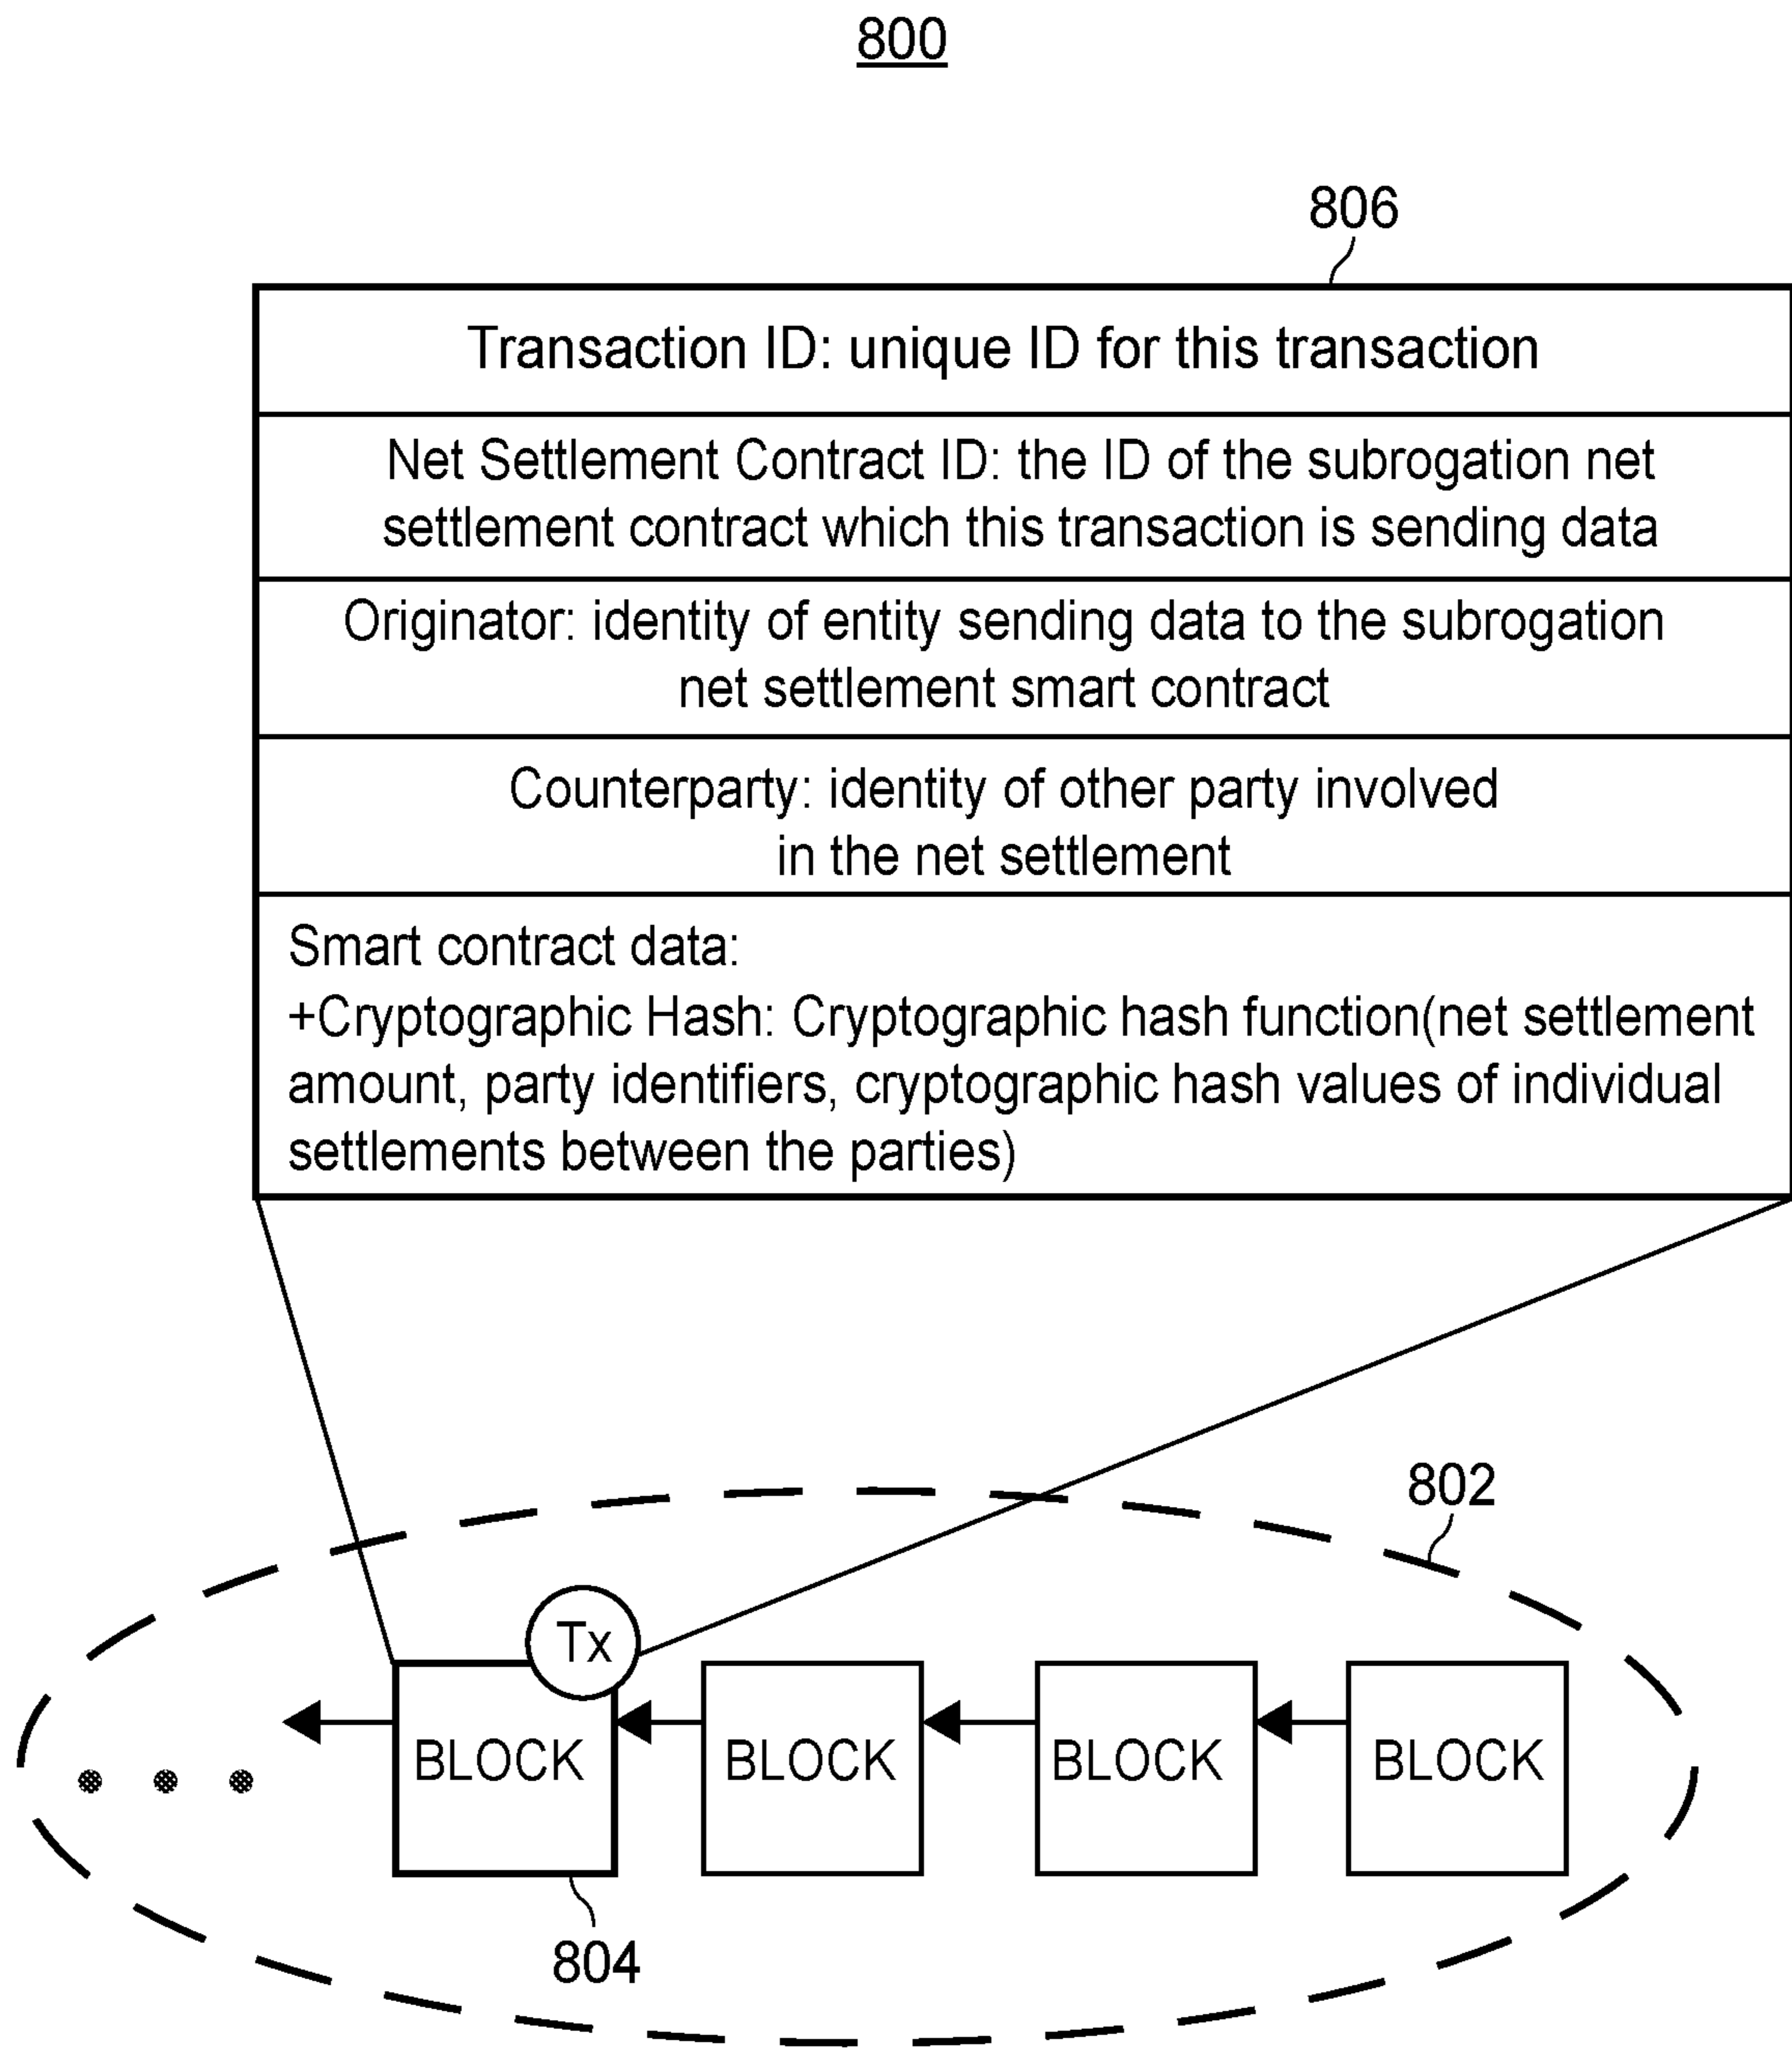 800
806
Transaction ID: unique ID for this transaction
Net Settlement Contract ID: the ID of the subrogation net
settlement contract which this transaction is sending data
Originator: identity of entity sending data to the subrogation
net settlement smart contract
Counterparty: identity of other party involved
in the net settlement
Smart contract data:
+Cryptographic Hash: Cryptographic hash function(net settlement
amount, party identifiers, cryptographic hash values of individual
settlements between the parties)
802
Tx
BLOCK BLOCK BLOCK BLOCK
804